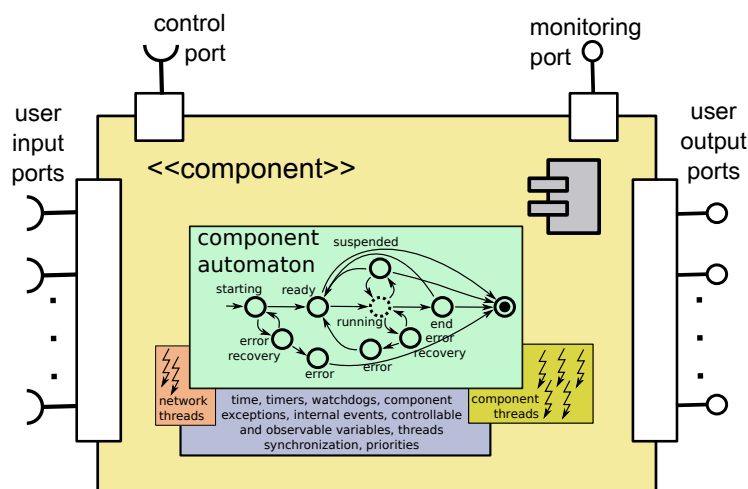 control
port
monitoring
port
user
input
ports
user
output
ports
<<component>>
component
automaton
suspended
starting
ready
running
end
error
recovery
error
recovery
error
error
network
threads
component
threads
time, timers, watchdogs, component
exceptions, internal events, controllable
and observable variables, threads
synchronization, priorities